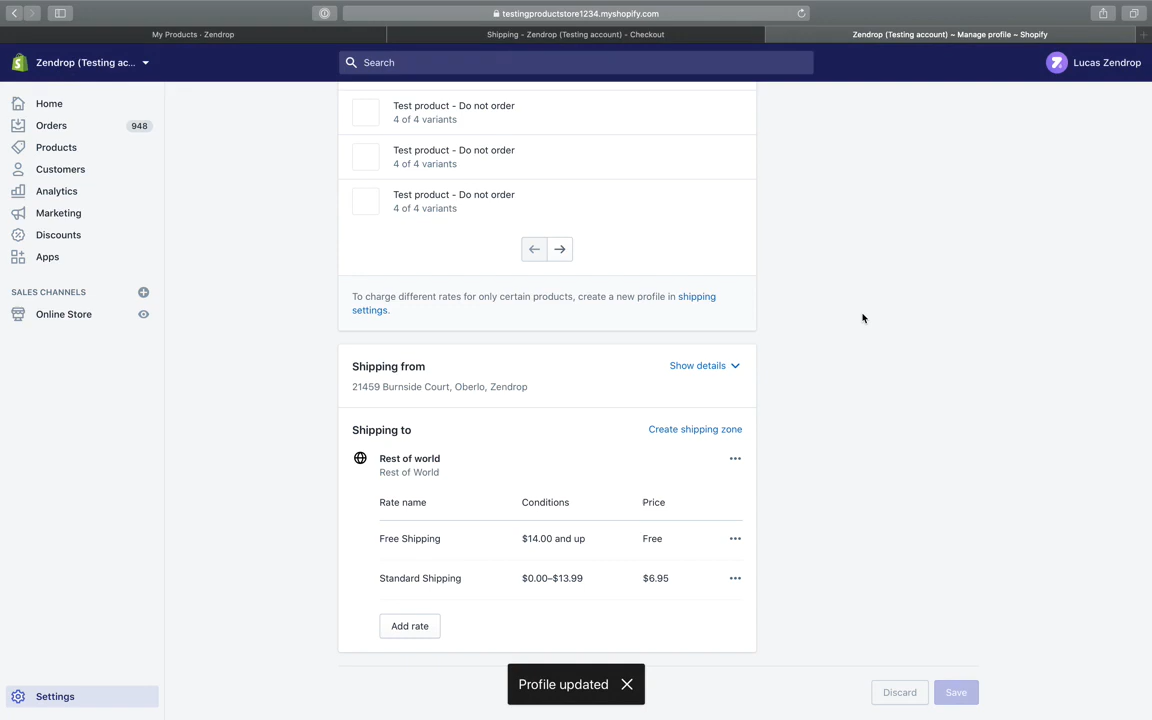 testingproductstore1234.myshopify.com
My Products · Zendrop
Shipping - Zendrop (Testing account) - Checkout
Zendrop (Testing account) ~ Manage profile ~ Shopify
Zendrop (Testing ac...
Search
Lucas Zendrop
Home
Orders 948
Products
Customers
Analytics
Marketing
Discounts
Apps
SALES CHANNELS
Online Store
Settings
Test product - Do not order
4 of 4 variants
Test product - Do not order
4 of 4 variants
Test product - Do not order
4 of 4 variants
To charge different rates for only certain products, create a new profile in shipping
settings.
Shipping from Show details
21459 Burnside Court, Oberlo, Zendrop
Shipping to Create shipping zone
Rest of world
Rest of World
Rate name Conditions Price
Free Shipping $14.00 and up Free
Standard Shipping $0.00–$13.99 $6.95
Add rate
Profile updated
Discard Save